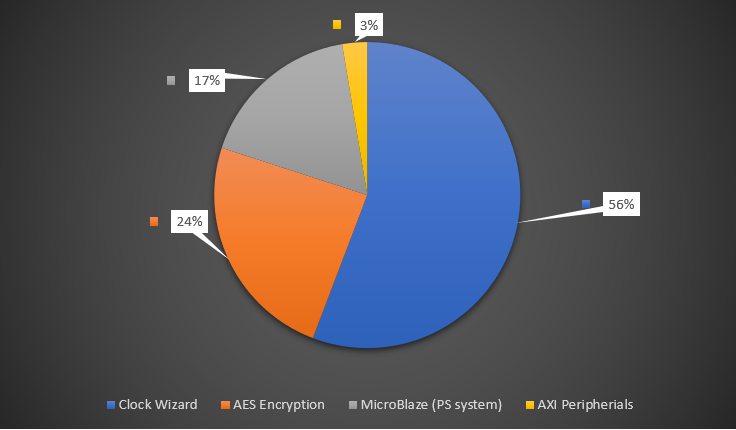 3%
17%
56%
24%
Clock Wizard AES Encryption MicroBlaze (PS system) AXI Peripherials